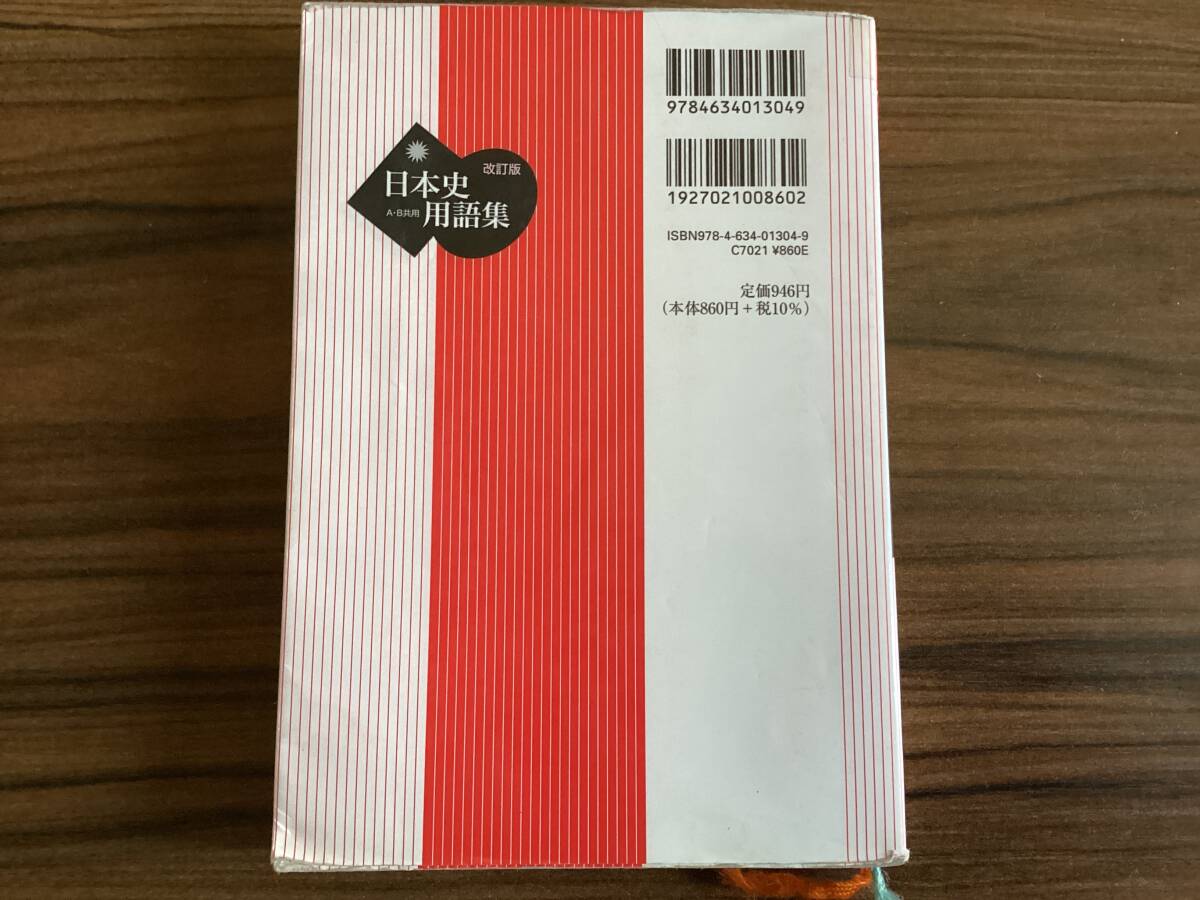 改訂版
日本史
A・B共用 用語集
9784634013049
1927021008602
ISBN978-4-634-01304-9
C7021 ¥860E
定価946円
（本体860円＋税10%）